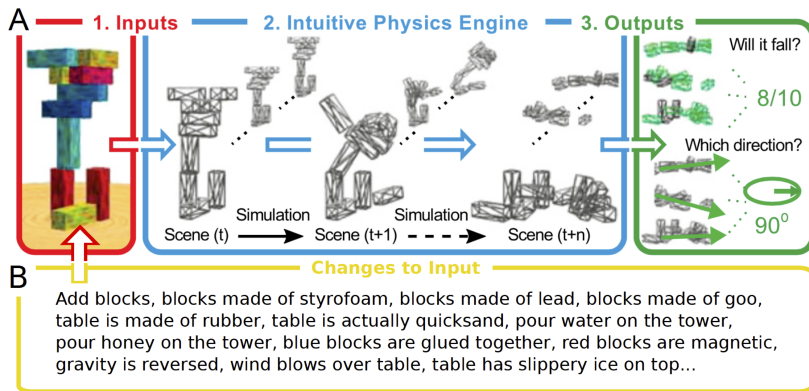 A
1. Inputs
2. Intuitive Physics Engine
3. Outputs
Will it fall?
8/10
Which direction?
90°
Simulation
Simulation
Scene (t)
Scene (t+1)
Scene (t+n)
B
Changes to Input
Add blocks, blocks made of styrofoam, blocks made of lead, blocks made of goo,
table is made of rubber, table is actually quicksand, pour water on the tower,
pour honey on the tower, blue blocks are glued together, red blocks are magnetic,
gravity is reversed, wind blows over table, table has slippery ice on top...